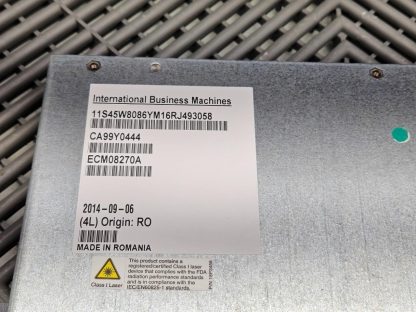 International Business Machines
11S45W8086YM16RJ493058
CA99Y0444
ECM08270A
2014-09-06
(4L) Origin: RO
MADE IN ROMANIA
This product contains a
registered/certified Class I laser
device that complies with the FDA
radiation performance standards,
and is in compliance with the
IEC/EN60825-1 standards.
Class I Laser